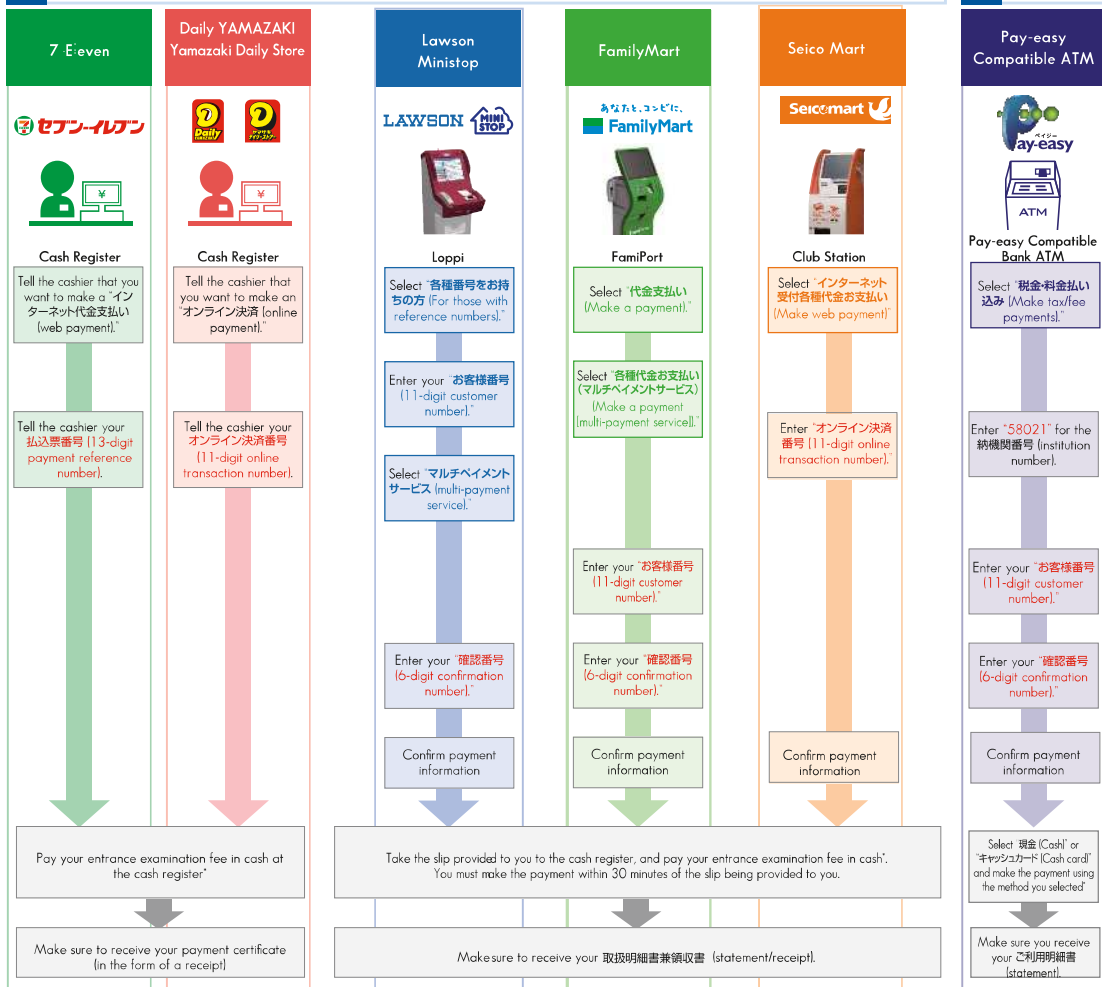 7-Eleven
Daily YAMAZAKI
Yamazaki Daily Store
Lawson
Ministop
FamilyMart
Seico Mart
Pay-easy
Compatible ATM
セブン-イレブン
Daily
YAMAZAKI
LAWSON
MINI
STOP
あなたと、コンビに、
FamilyMart
Seicomart
ペイジー
Pay-easy
¥
¥
ATM
Cash Register
Tell the cashier that you
want to make a "イン
ターネット代金支払い
(web payment)."
Tell the cashier your
払込票番号 (13-digit
payment reference
number).
Cash Register
Tell the cashier that
you want to make an
"オンライン決済 (online
payment)."
Tell the cashier your
オンライン決済番号
(11-digit online
transaction number).
Loppi
Select "各種番号をお持
ちの方 (For those with
reference numbers)."
Enter your "お客様番号
(11-digit customer
number)."
Select "マルチペイメント
サービス (multi-payment
service)."
Enter your "確認番号
(6-digit confirmation
number)."
Confirm payment
information
FamiPort
Select "代金支払い
(Make a payment)."
Select "各種代金お支払い
(マルチペイメントサービス)
(Make a payment
[multi-payment service])."
Enter your "お客様番号
(11-digit customer
number)."
Enter your "確認番号
(6-digit confirmation
number)."
Confirm payment
information
Club Station
Select "インターネット
受付各種代金お支払い
(Make web payment)"
Enter "オンライン決済
番号 (11-digit online
transaction number)."
Confirm payment
information
Pay-easy Compatible
Bank ATM
Select "税金・料金払い
込み (Make tax/fee
payments)."
Enter "58021" for the
納機関番号 (institution
number).
Enter your "お客様番号
(11-digit customer
number)."
Enter your "確認番号
(6-digit confirmation
number)."
Confirm payment
information
Pay your entrance examination fee in cash at
the cash register*
Make sure to receive your payment certificate
(in the form of a receipt)
Take the slip provided to you to the cash register, and pay your entrance examination fee in cash*.
You must make the payment within 30 minutes of the slip being provided to you.
Make sure to receive your 取扱明細書兼領収書 (statement/receipt).
Select "現金 (Cash)" or
"キャッシュカード (Cash card)"
and make the payment using
the method you selected*
Make sure you receive
your ご利用明細書
(statement).